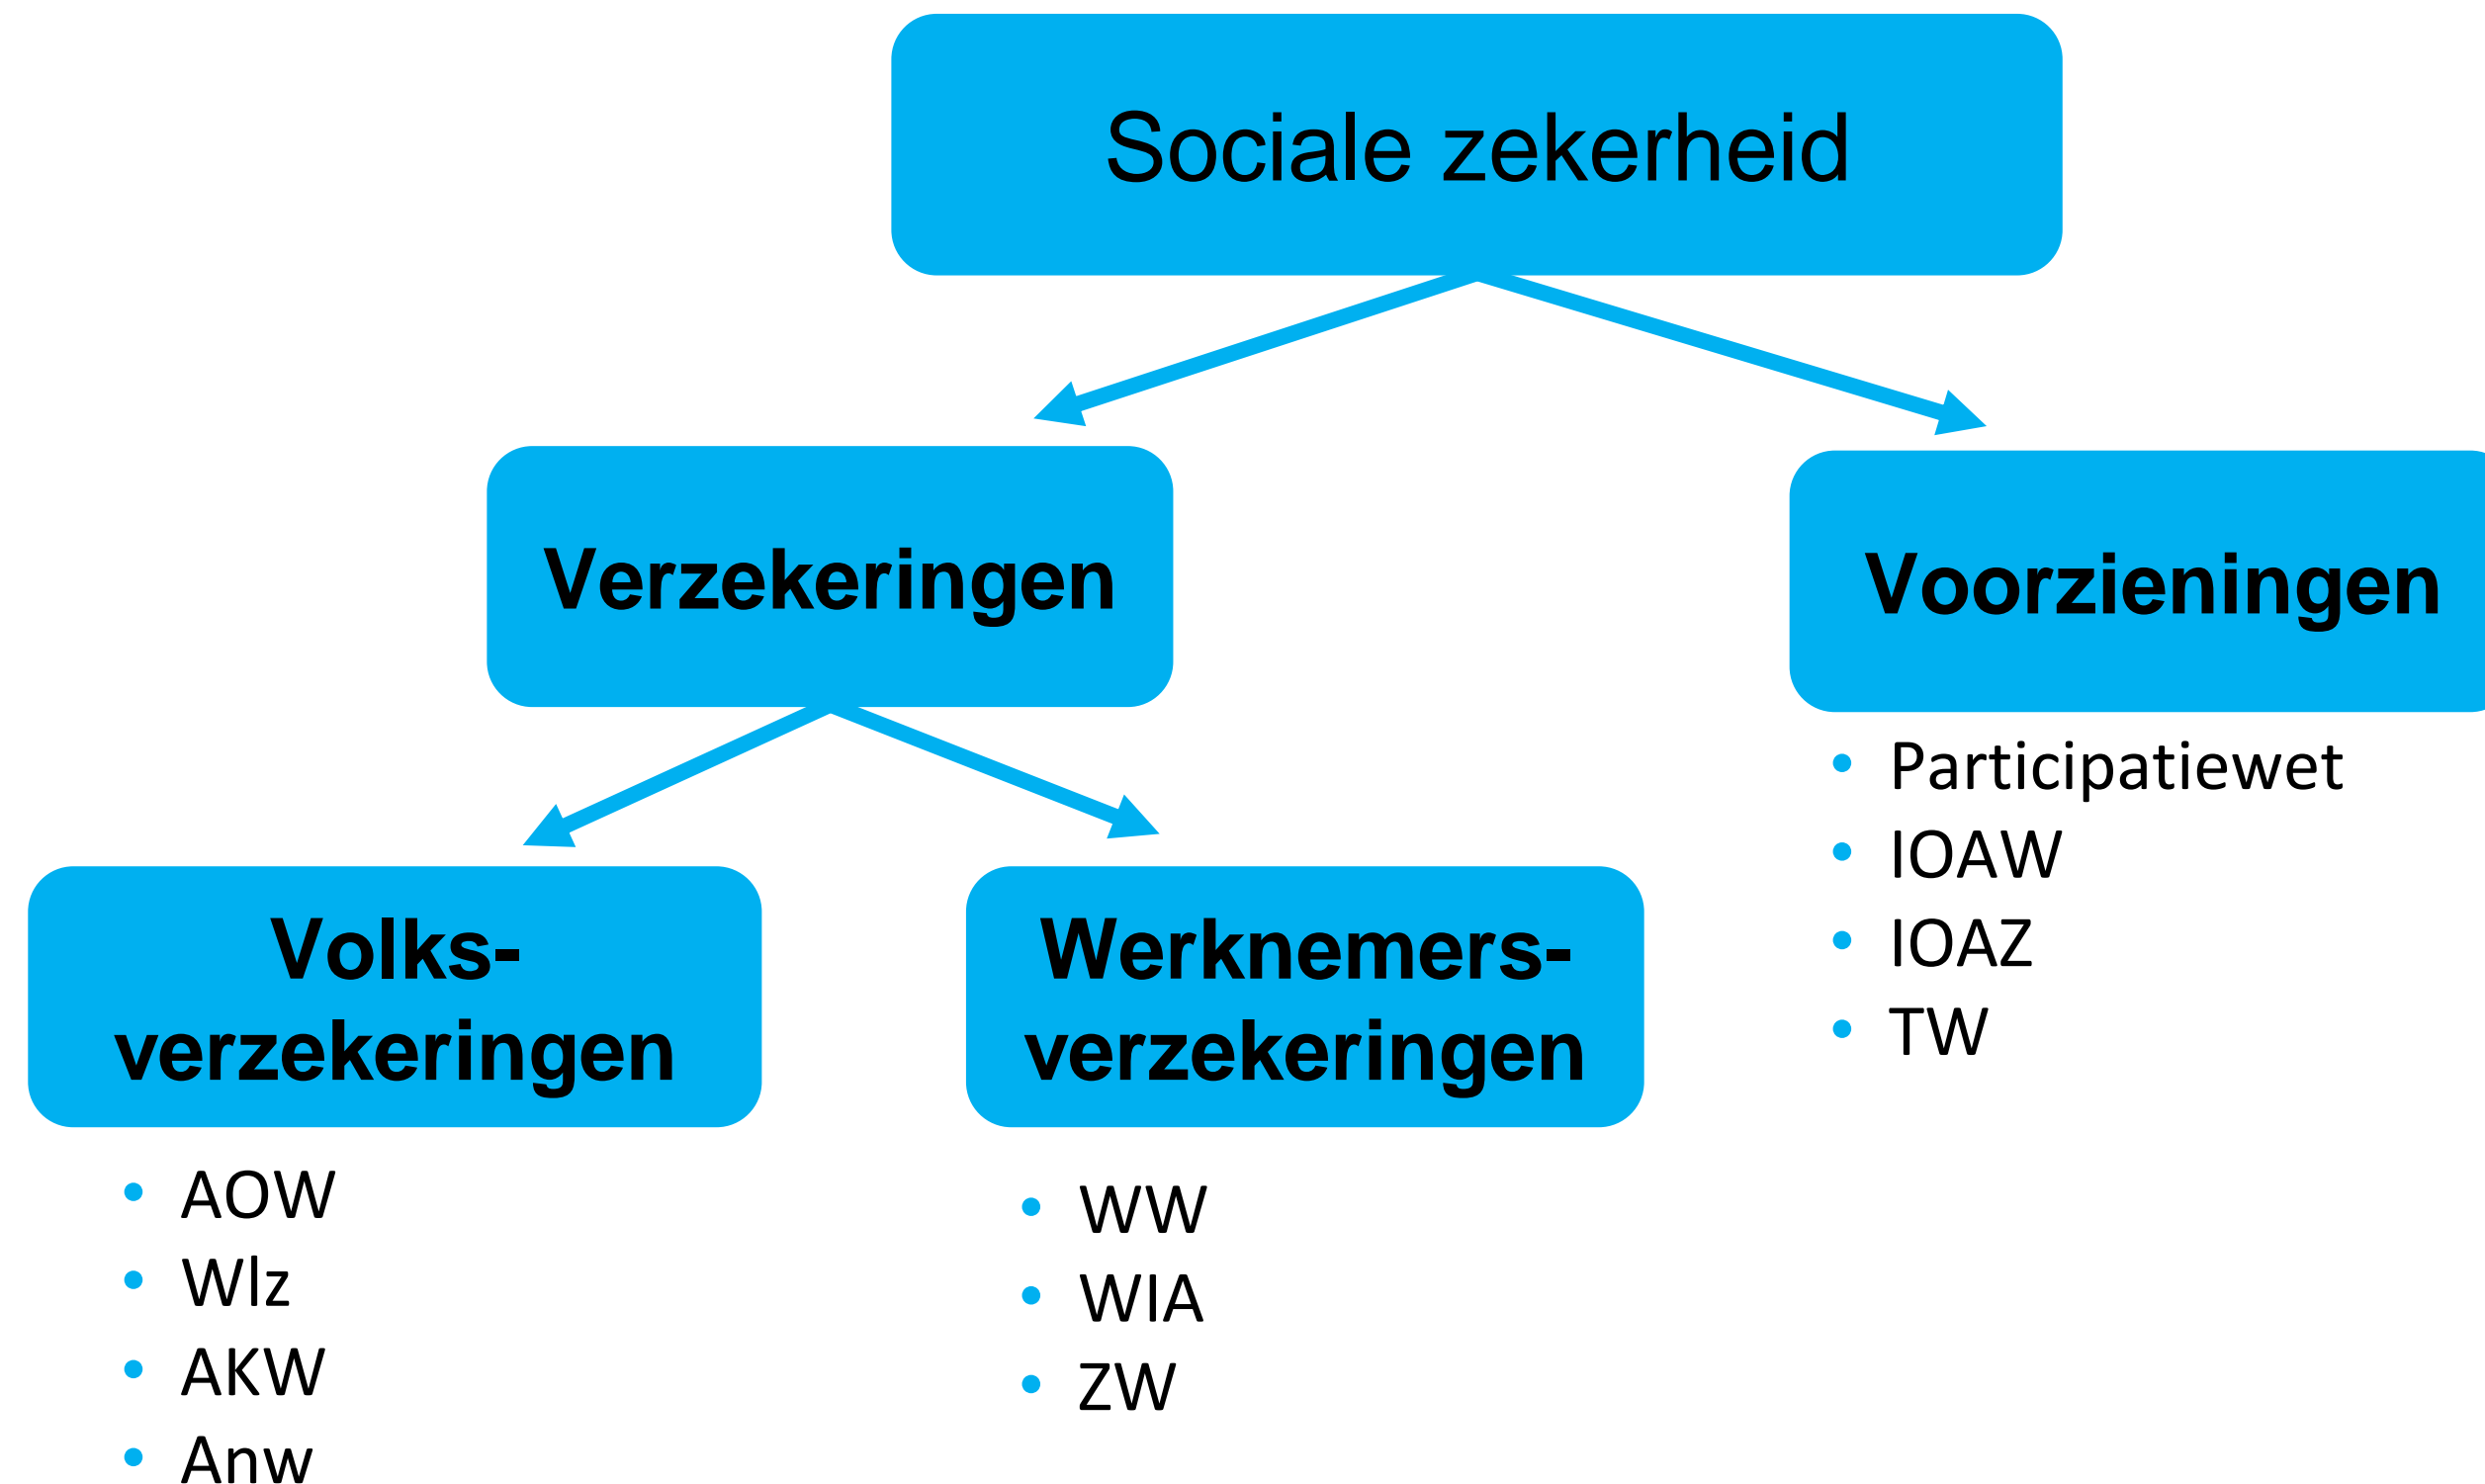 Sociale zekerheid
Verzekeringen
Voorzieningen
• Participatiewet
• IOAW
• IOAZ
• TW
Volks-
verzekeringen
Werknemers-
verzekeringen
• AOW
• Wlz
• AKW
• Anw
• WW
• WIA
• ZW